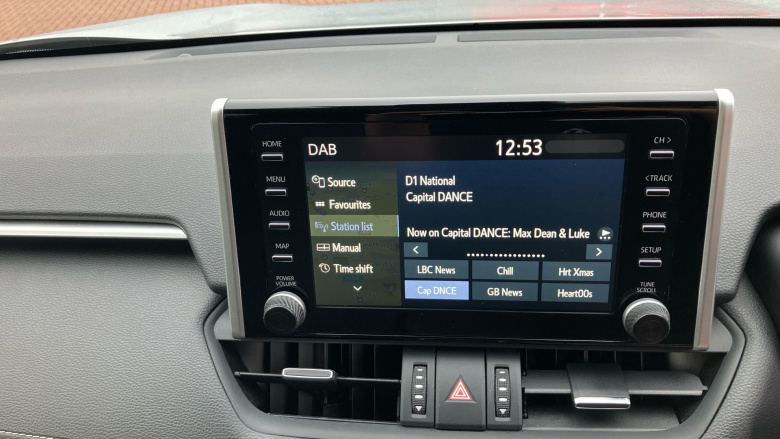 HOME
MENU
AUDIO
MAP
POWER
VOLUME
DAB
12:53
Source
Favourites
Station list
Manual
Time shift
D1 National
Capital DANCE
Now on Capital DANCE: Max Dean & Luke
<
>
LBC News
Chill
Hrt Xmas
Cap DNCE
GB News
Heart00s
CH >
< TRACK
PHONE
SETUP
TUNE
SCROLL